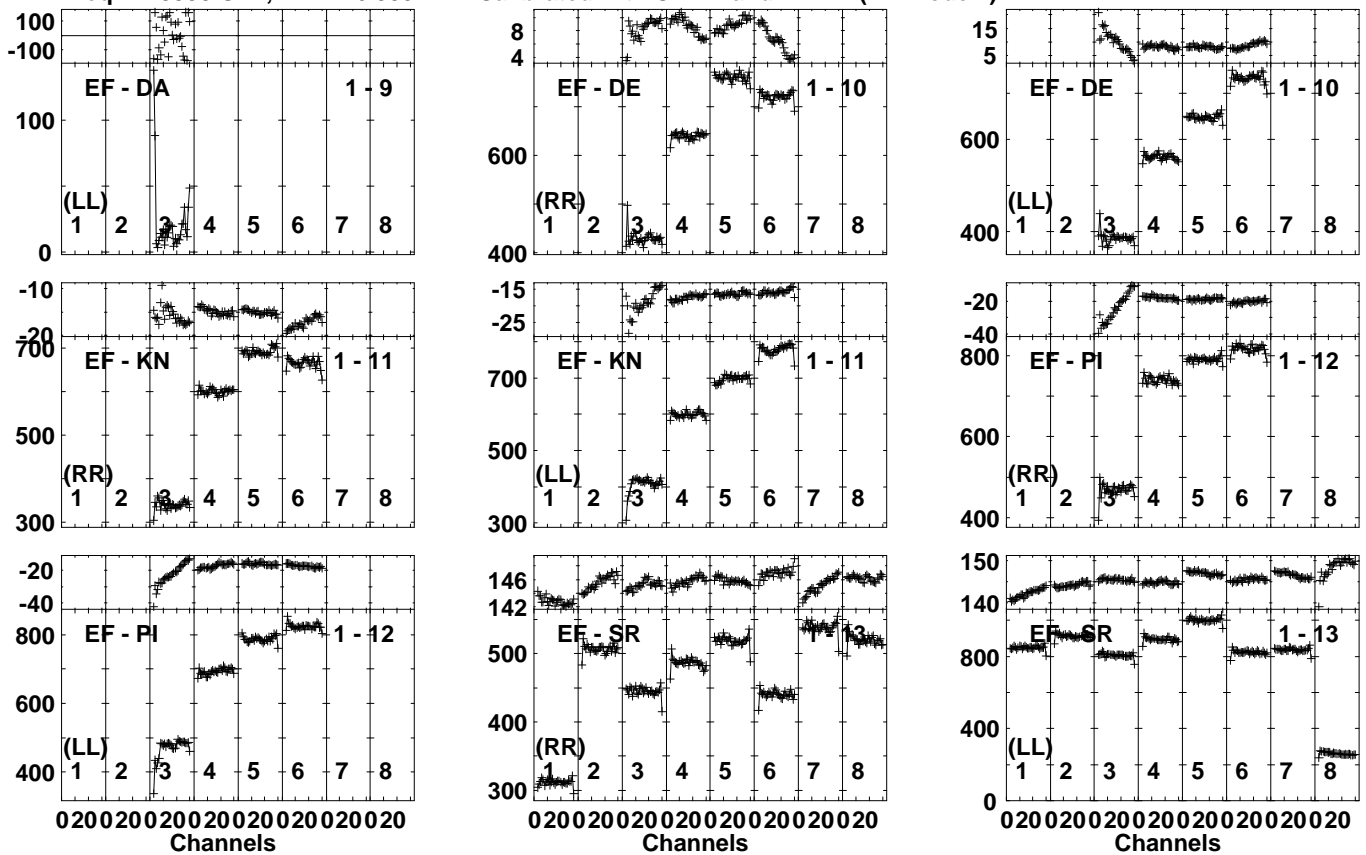 100
-100
EF - DA 1 - 9
100
(LL)
1 2 3 4 5 6 7 8
0
8
4
EF - DE 1 - 10
600
(RR)
1 2 3 4 5 6 7 8
400
15
5
EF - DE 1 - 10
600
(LL)
1 2 3 4 5 6 7 8
400
-10
-20
700
EF - KN 1 - 11
500
(RR)
1 2 3 4 5 6 7 8
300
-15
-25
EF - KN 1 - 11
700
500
(LL)
1 2 3 4 5 6 7 8
300
-20
-40
800
EF - PI 1 - 12
600
(RR)
1 2 3 4 5 6 7 8
400
-20
-40
EF - PI 1 - 12
800
600
(LL)
1 2 3 4 5 6 7 8
400
146
142
EF - SR 1 - 13
500
400
(RR)
1 2 3 4 5 6 7 8
300
150
140
EF - SR 1 - 13
800
400
(LL)
1 2 3 4 5 6 7 8
0
0 20 0 20 0 20 0 20 0 20 0 20 0 20 0 20
Channels
0 20 0 20 0 20 0 20 0 20 0 20 0 20 0 20
Channels
0 20 0 20 0 20 0 20 0 20 0 20 0 20 0 20
Channels